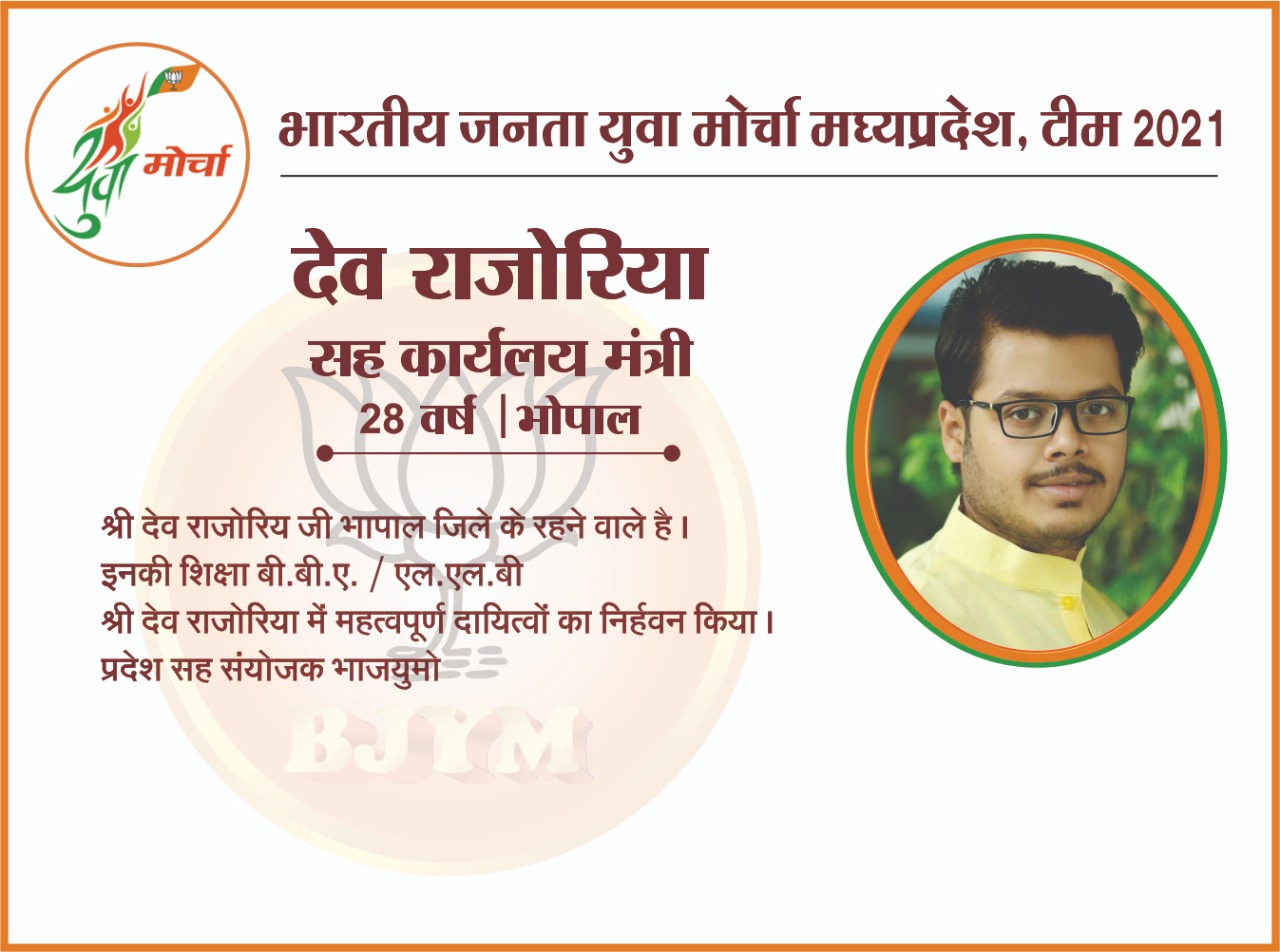 युवा मोर्चा
भारतीय जनता युवा मोर्चा मघ्यप्रदेश, टीम 2021
देव राजोरिया
सह कार्यलय मंत्री
28 वर्ष | भोपाल
श्री देव राजोरिय जी भापाल जिले के रहने वाले है ।
इनकी शिक्षा बी.बी.ए. / एल.एल.बी
श्री देव राजोरिया में महत्वपूर्ण दायित्वों का निर्हवन किया ।
प्रदेश सह संयोजक भाजयुमो
BJYM